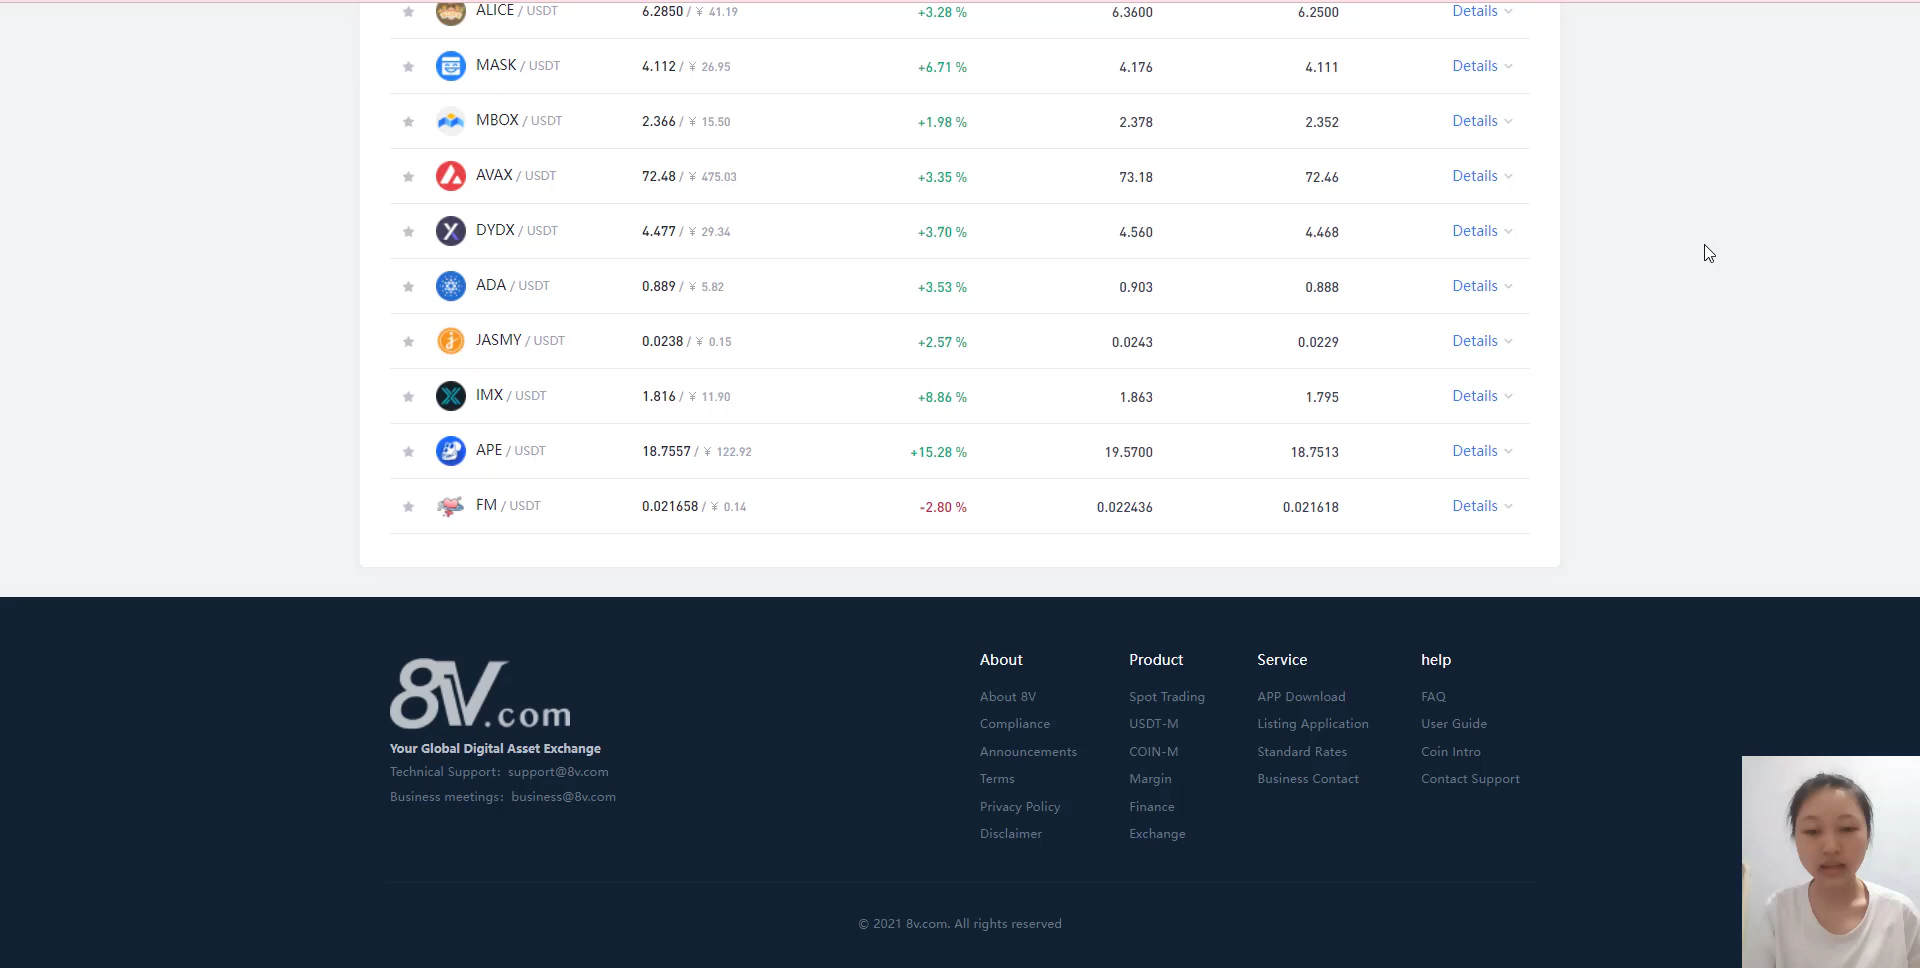 ALICE / USDT 6.2850 / ¥ 41.19 +3.28 % 6.3600 6.2500 Details
MASK / USDT 4.112 / ¥ 26.95 +6.71 % 4.176 4.111 Details
MBOX / USDT 2.366 / ¥ 15.50 +1.98 % 2.378 2.352 Details
AVAX / USDT 72.48 / ¥ 475.03 +3.35 % 73.18 72.46 Details
DYDX / USDT 4.477 / ¥ 29.34 +3.70 % 4.560 4.468 Details
ADA / USDT 0.889 / ¥ 5.82 +3.53 % 0.903 0.888 Details
JASMY / USDT 0.0238 / ¥ 0.15 +2.57 % 0.0243 0.0229 Details
IMX / USDT 1.816 / ¥ 11.90 +8.86 % 1.863 1.795 Details
APE / USDT 18.7557 / ¥ 122.92 +15.28 % 19.5700 18.7513 Details
FM / USDT 0.021658 / ¥ 0.14 -2.80 % 0.022436 0.021618 Details
8V.com
Your Global Digital Asset Exchange
Technical Support: support@8v.com
Business meetings: business@8v.com
About
About 8V
Compliance
Announcements
Terms
Privacy Policy
Disclaimer
Product
Spot Trading
USDT-M
COIN-M
Margin
Finance
Exchange
Service
APP Download
Listing Application
Standard Rates
Business Contact
help
FAQ
User Guide
Coin Intro
Contact Support
© 2021 8v.com. All rights reserved